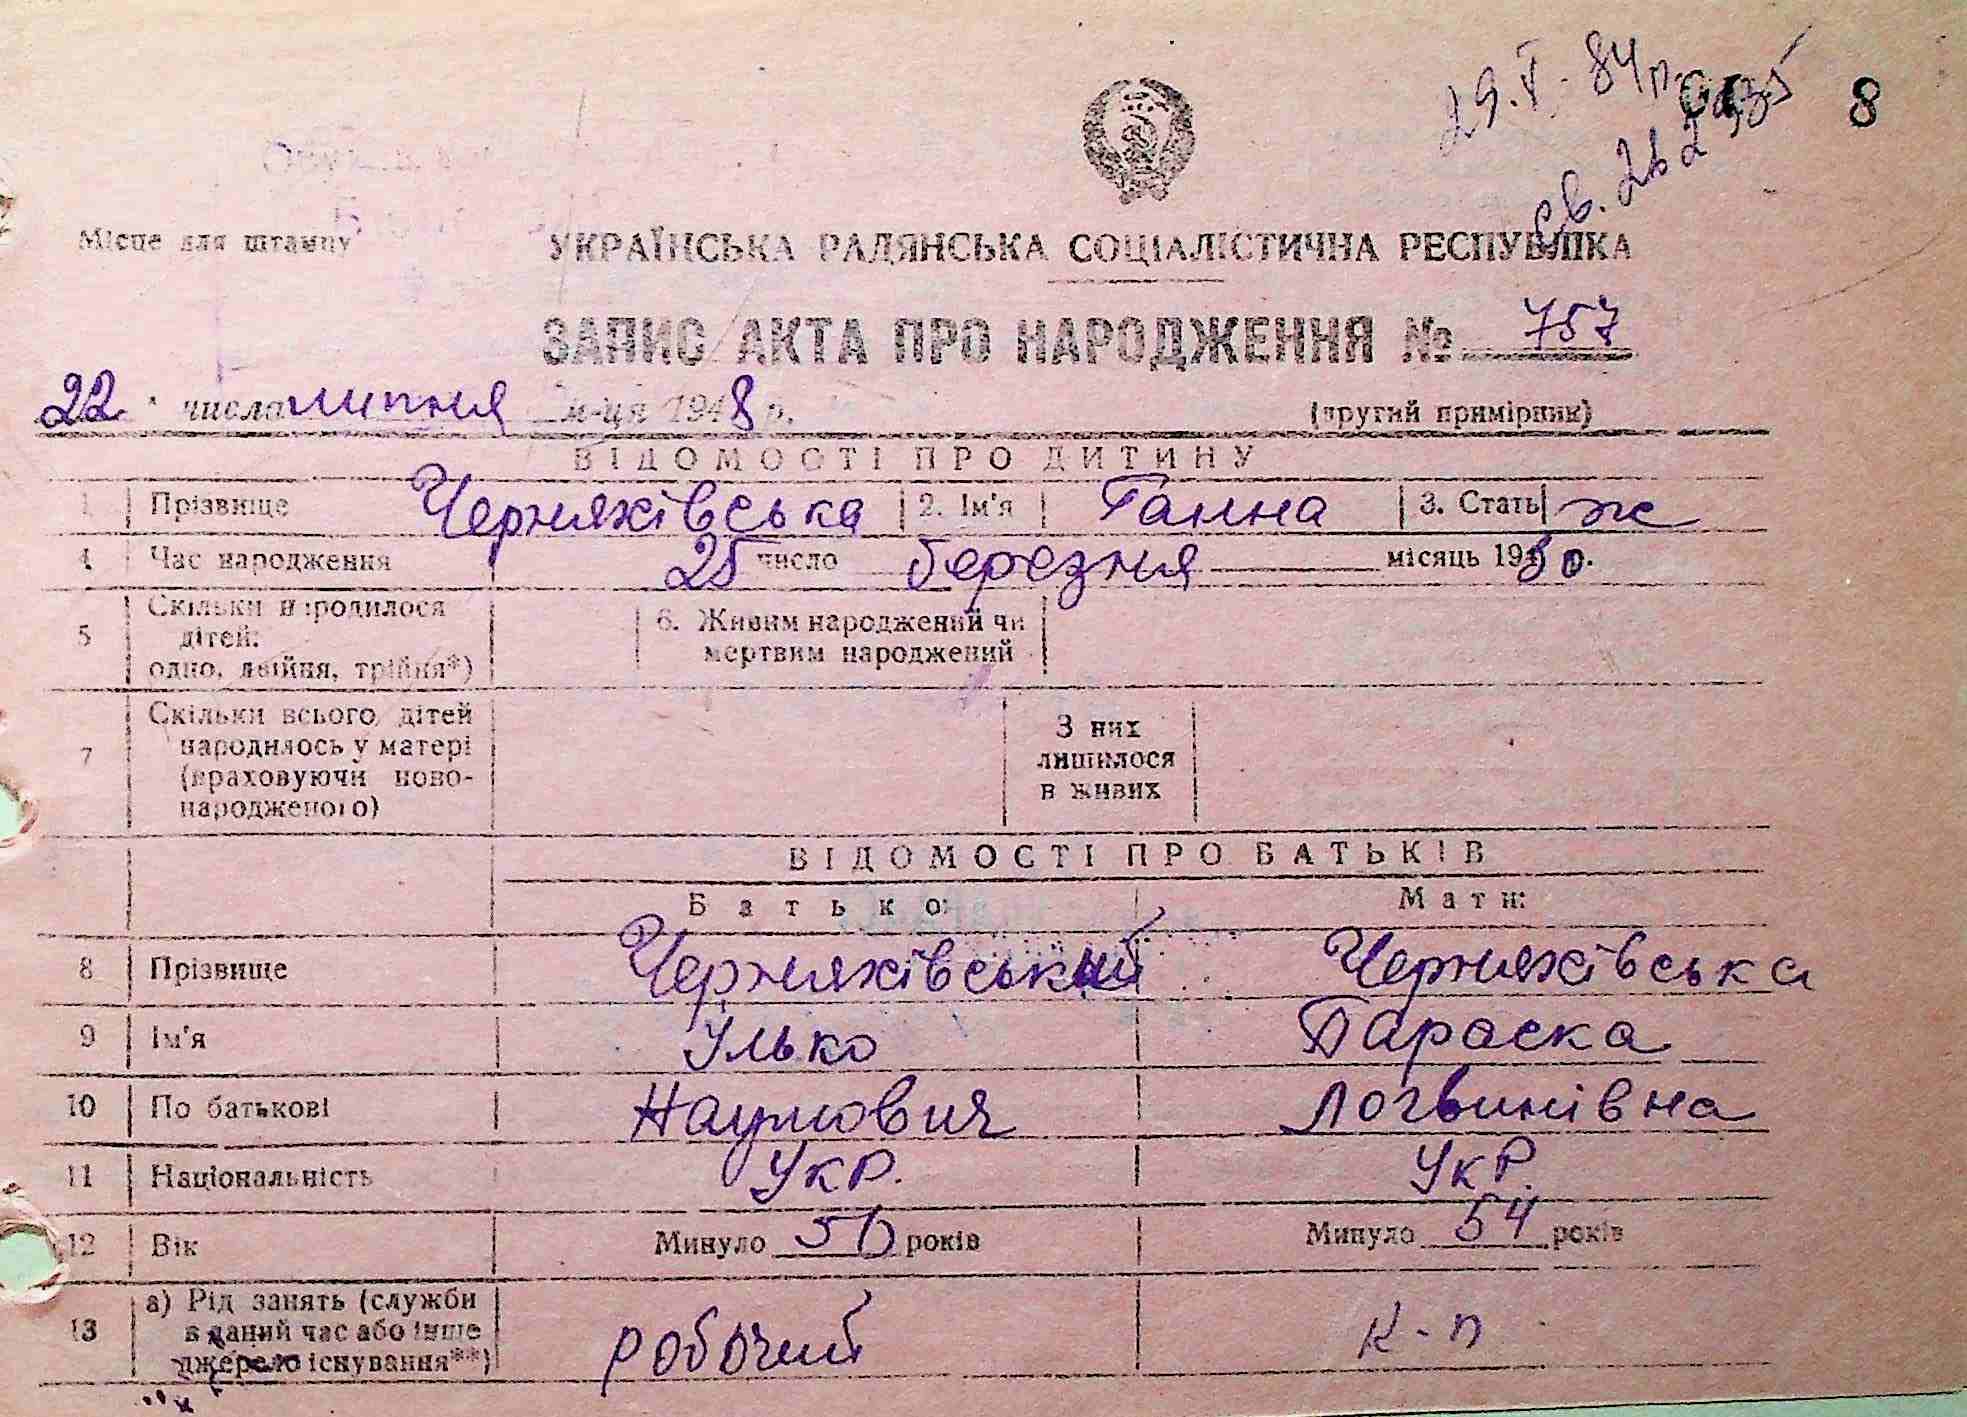 29.V.84р.
8
Місце для штампу
УКРАЇНСЬКА РАДЯНСЬКА СОЦІАЛІСТИЧНА РЕСПУБЛІКА
ЗАПИС АКТА ПРО НАРОДЖЕННЯ № 757
22 числа липня м-ця 1948 р.
(другий примірник)
ВІДОМОСТІ ПРО ДИТИНУ
1 Прізвище Черняхівська 2. Ім'я Ганна 3. Стать ж
4 Час народження 25 число березня місяць 1930 р.
5 Скільки народилося
дітей:
одно, двійня, трійня*)
6. Живим народжений чи
мертвим народжений
7 Скільки всього дітей
народилось у матері
(враховуючи ново-
народженого)
З них
лишилося
в живих
ВІДОМОСТІ ПРО БАТЬКІВ
Батько: Мати:
8 Прізвище Черняхівський Черняхівська
9 Ім'я Улько Параска
10 По батькові Наумович Логвинівна
11 Національність Укр. Укр.
12 Вік Минуло 56 років Минуло 54 років
13 а) Рід занять (служби
в даний час або інше
джерело існування**)
робочий к-п